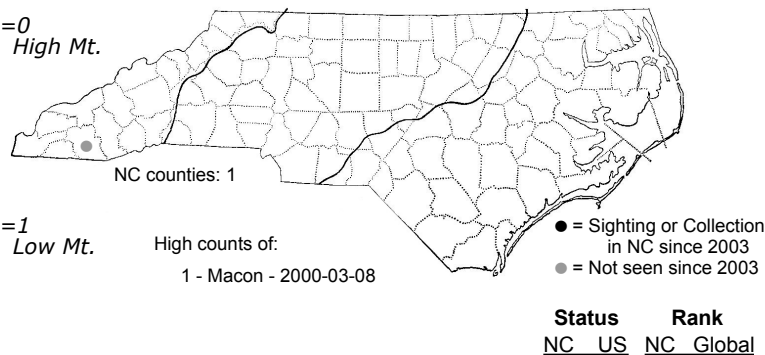 =0
High Mt.
NC counties: 1
=1
Low Mt.
High counts of:
1 - Macon - 2000-03-08
● = Sighting or Collection
in NC since 2003
● = Not seen since 2003
Status Rank
NC US NC Global